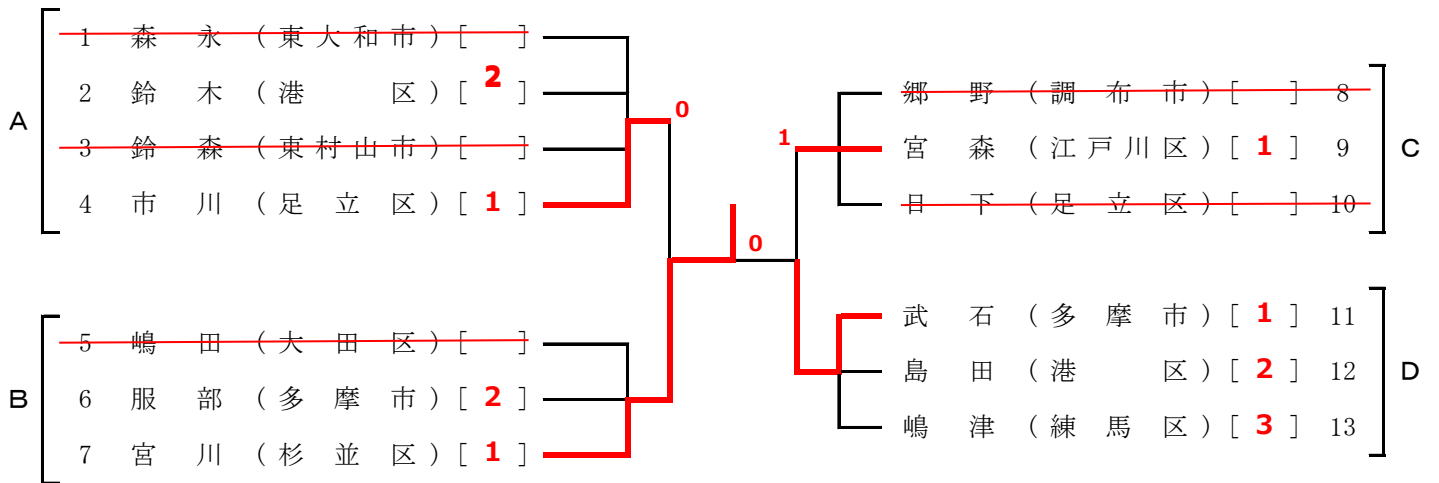 A
1 森 永 (東大和市) [ ]
2 鈴 木 (港 区) [ 2 ]
3 鈴 森 (東村山市) [ ]
4 市 川 (足 立 区) [ 1 ]
0
B
5 嶋 田 (大 田 区) [ ]
6 服 部 (多 摩 市) [ 2 ]
7 宮 川 (杉 並 区) [ 1 ]
0
1
郷 野 (調 布 市) [ ] 8
宮 森 (江戸川区) [ 1 ] 9
日 下 (足 立 区) [ ] 10
C
武 石 (多 摩 市) [ 1 ] 11
島 田 (港 区) [ 2 ] 12
嶋 津 (練 馬 区) [ 3 ] 13
D